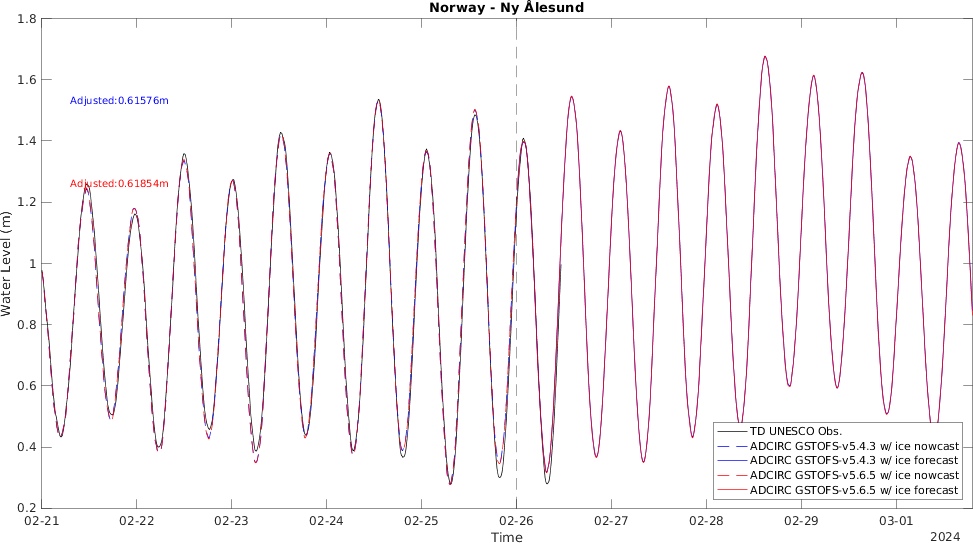 Norway - Ny Ålesund
Water Level (m)
1.8
1.6
1.4
1.2
1
0.8
0.6
0.4
0.2
Adjusted:0.61576m
Adjusted:0.61854m
TD UNESCO Obs.
ADCIRC GSTOFS-v5.4.3 w/ ice nowcast
ADCIRC GSTOFS-v5.4.3 w/ ice forecast
ADCIRC GSTOFS-v5.6.5 w/ ice nowcast
ADCIRC GSTOFS-v5.6.5 w/ ice forecast
02-21 02-22 02-23 02-24 02-25 02-26 02-27 02-28 02-29 03-01
Time
2024